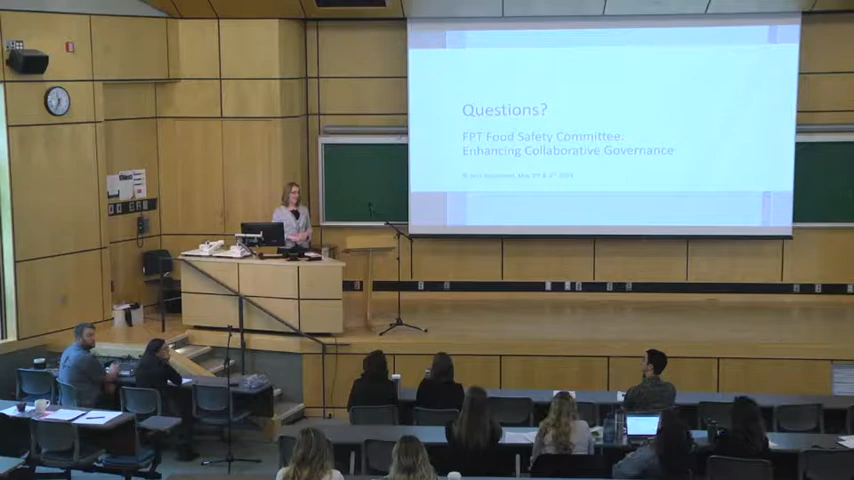 Questions?
FPT Food Safety Committee:
Enhancing Collaborative Governance